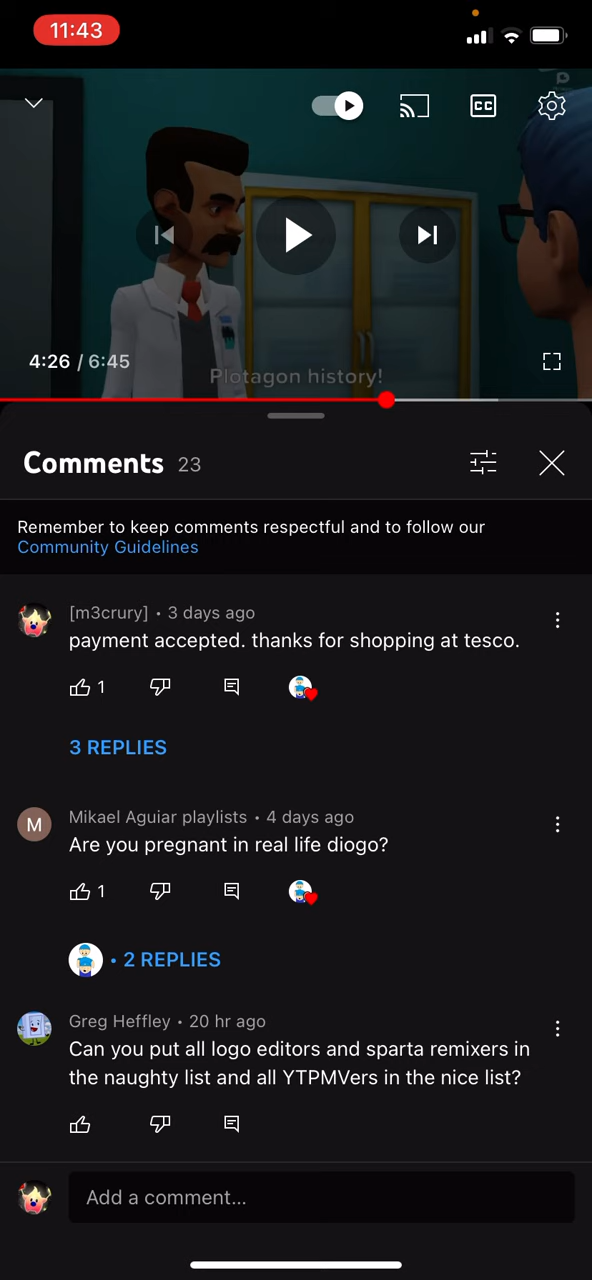 11:43
CC
4:26 / 6:45
Plotagon history!
Comments 23
Remember to keep comments respectful and to follow our
Community Guidelines
[m3crury] • 3 days ago
payment accepted. thanks for shopping at tesco.
1
3 REPLIES
M
Mikael Aguiar playlists • 4 days ago
Are you pregnant in real life diogo?
1
• 2 REPLIES
Greg Heffley • 20 hr ago
Can you put all logo editors and sparta remixers in
the naughty list and all YTPMVers in the nice list?
Add a comment...